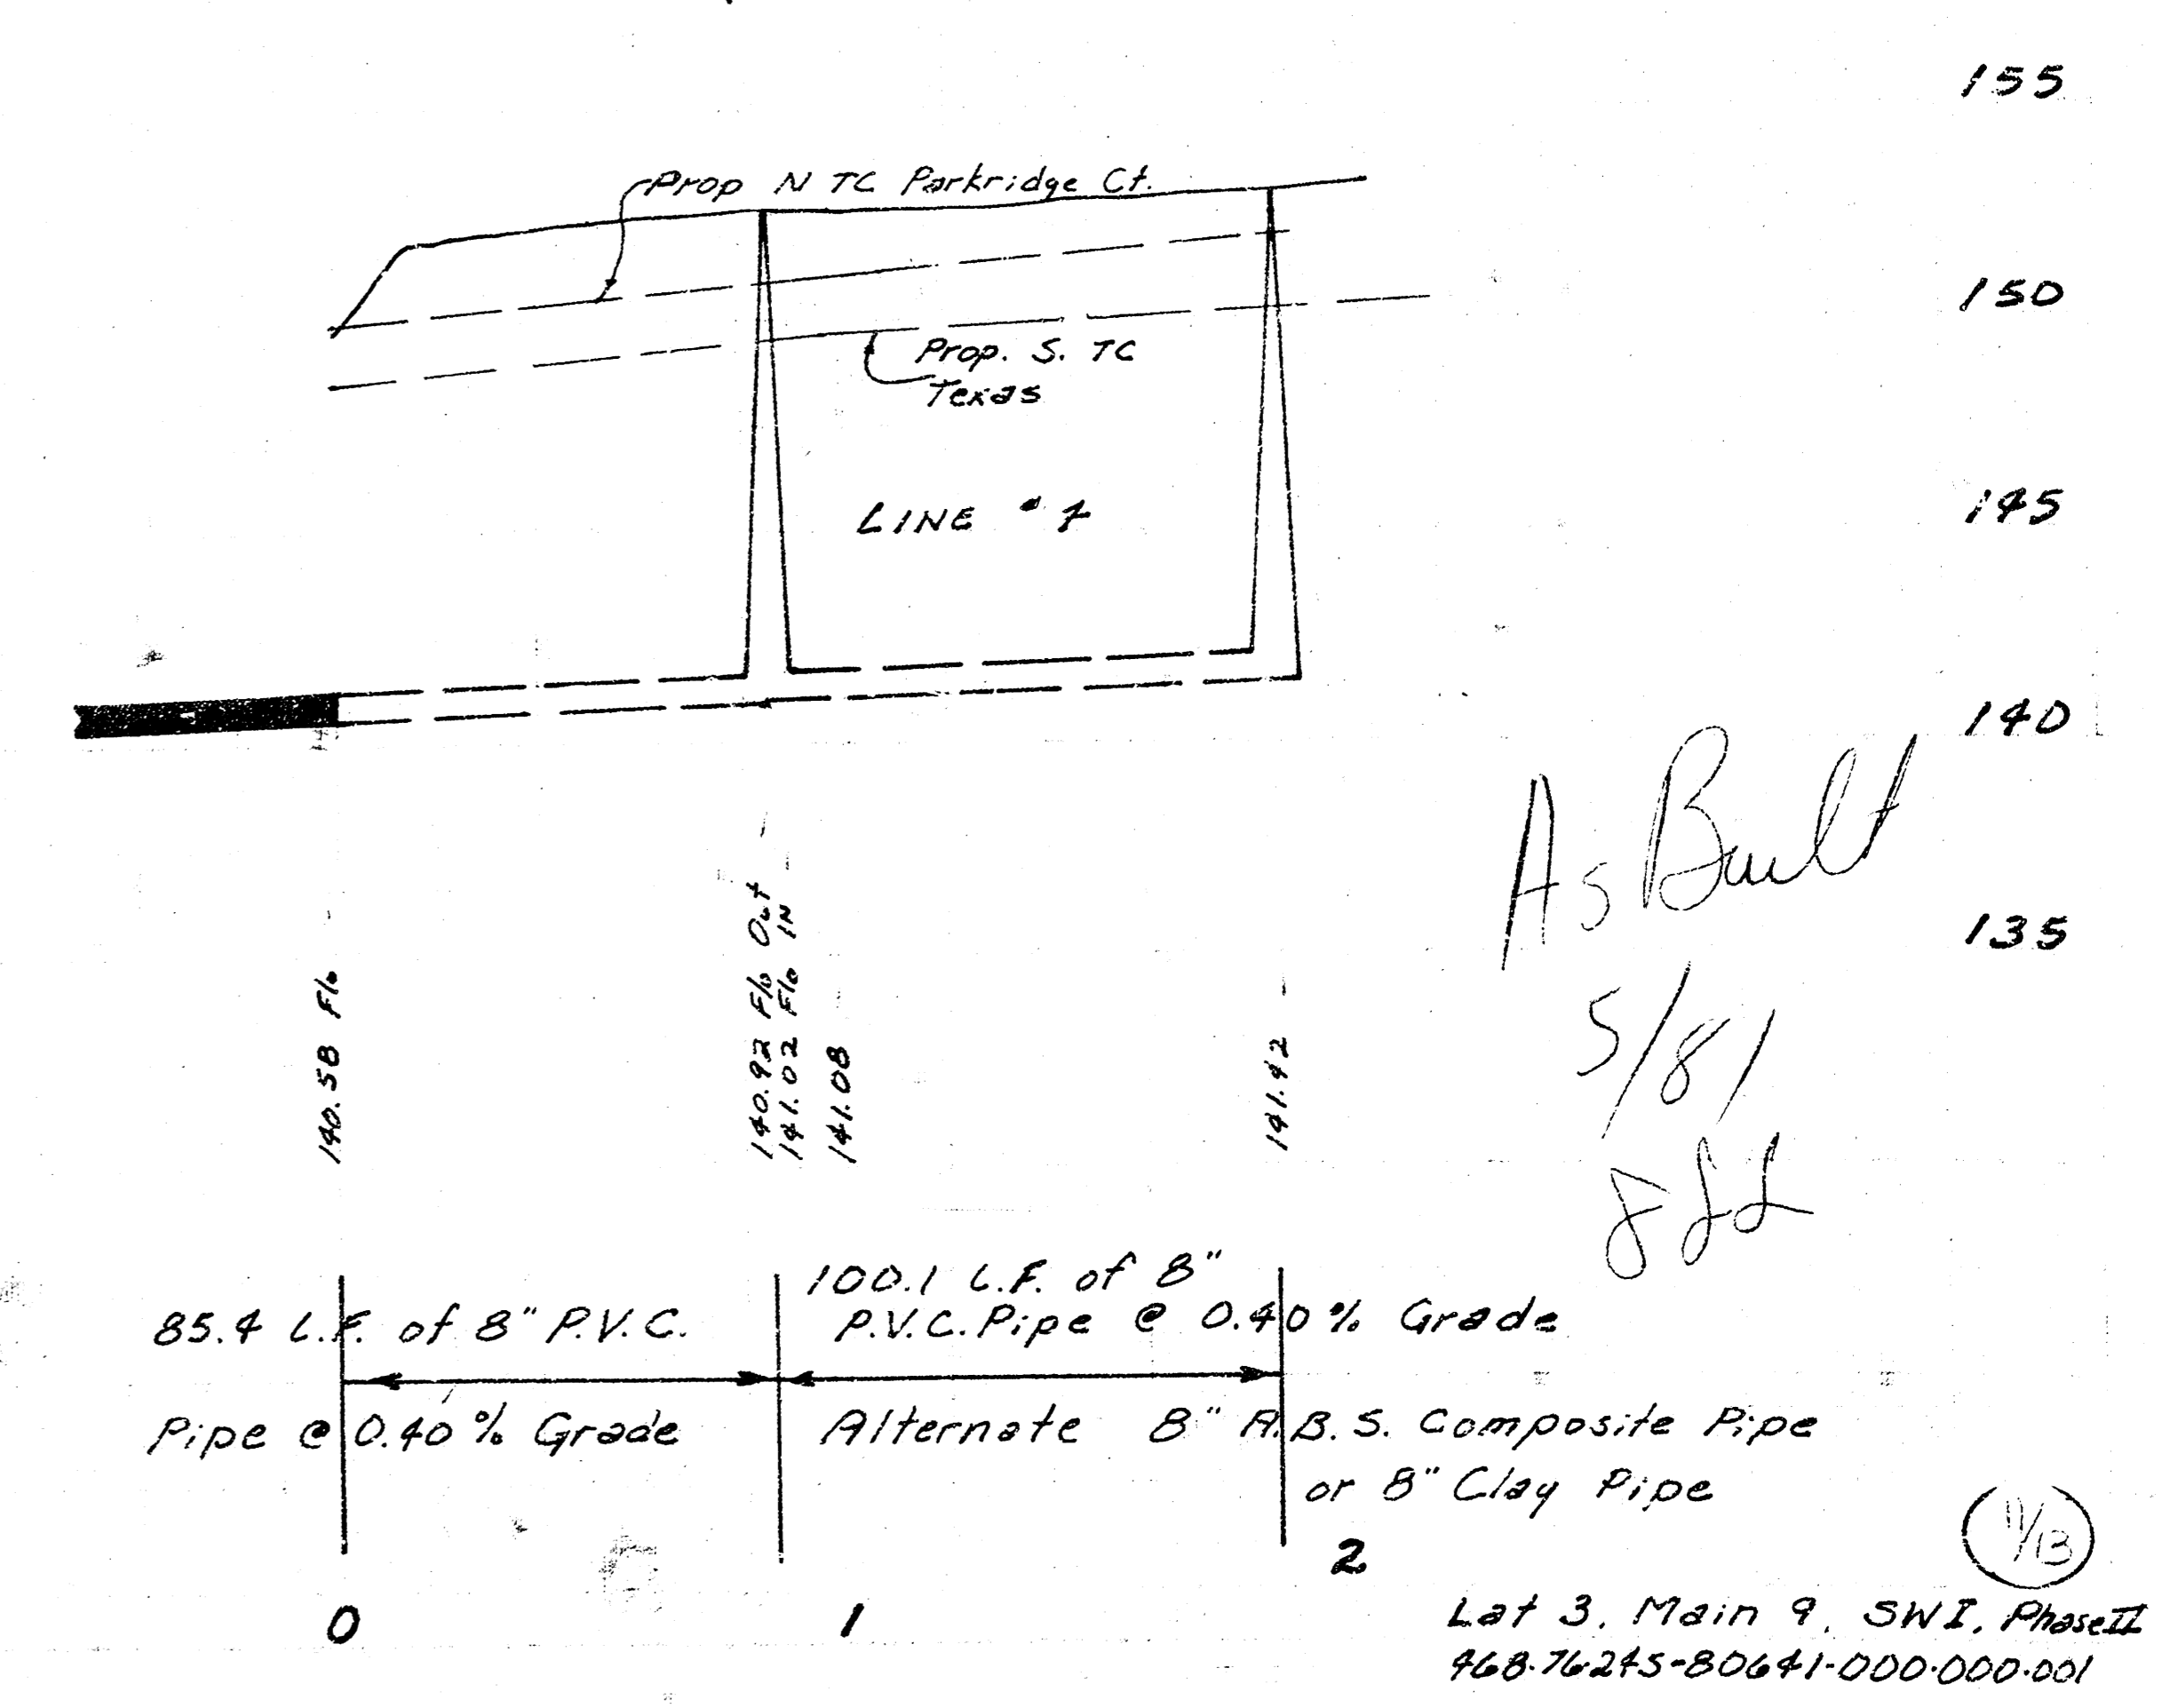 155
Prop N TC Parkridge Ct.
150
Prop. S. TC
Texas
LINE # 4
145
140
As Built
5/81
135
140.58 Flo
140.92 Flo Out
141.02 Flo IN
141.08
141.42
85.4 L.F. of 8" P.V.C.
Pipe @ 0.40% Grade
100.1 L.F. of 8"
P.V.C. Pipe @ 0.40% Grade
Alternate 8" A.B.S. Composite Pipe
or 8" Clay Pipe
0
1
2
11/13
Lat 3, Main 9, SWI, Phase II
468-76245-80641-000-000-001